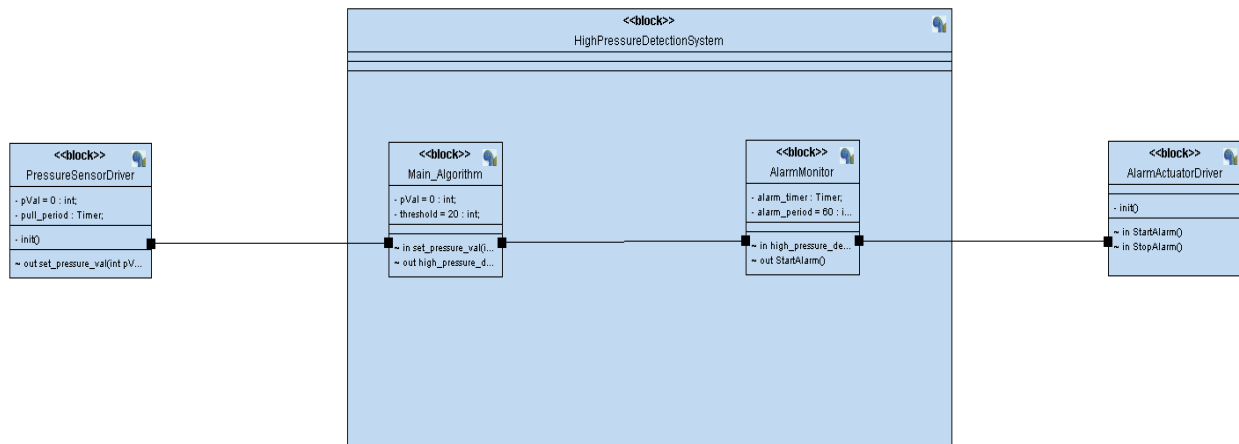 <<block>>
HighPressureDetectionSystem
<<block>>
PressureSensorDriver
- pVal = 0 : int;
- pull_period : Timer;
- init()
~ out set_pressure_val(int pV...
<<block>>
Main_Algorithm
- pVal = 0 : int;
- threshold = 20 : int;
~ in set_pressure_val(i...
~ out high_pressure_d...
<<block>>
AlarmMonitor
- alarm_timer : Timer;
- alarm_period = 60 : i...
~ in high_pressure_de...
~ out StartAlarm()
<<block>>
AlarmActuatorDriver
- init()
~ in StartAlarm()
~ in StopAlarm()